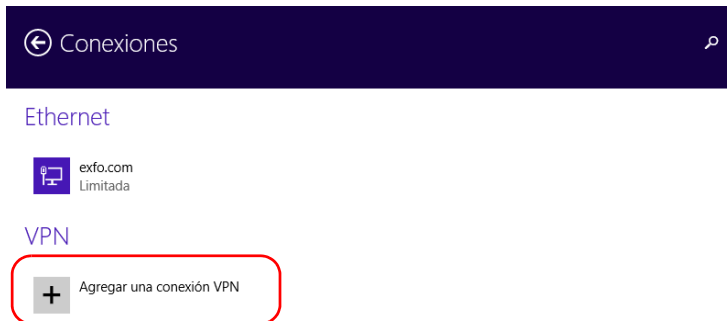 Conexiones
Ethernet
exfo.com
Limitada
VPN
Agregar una conexión VPN